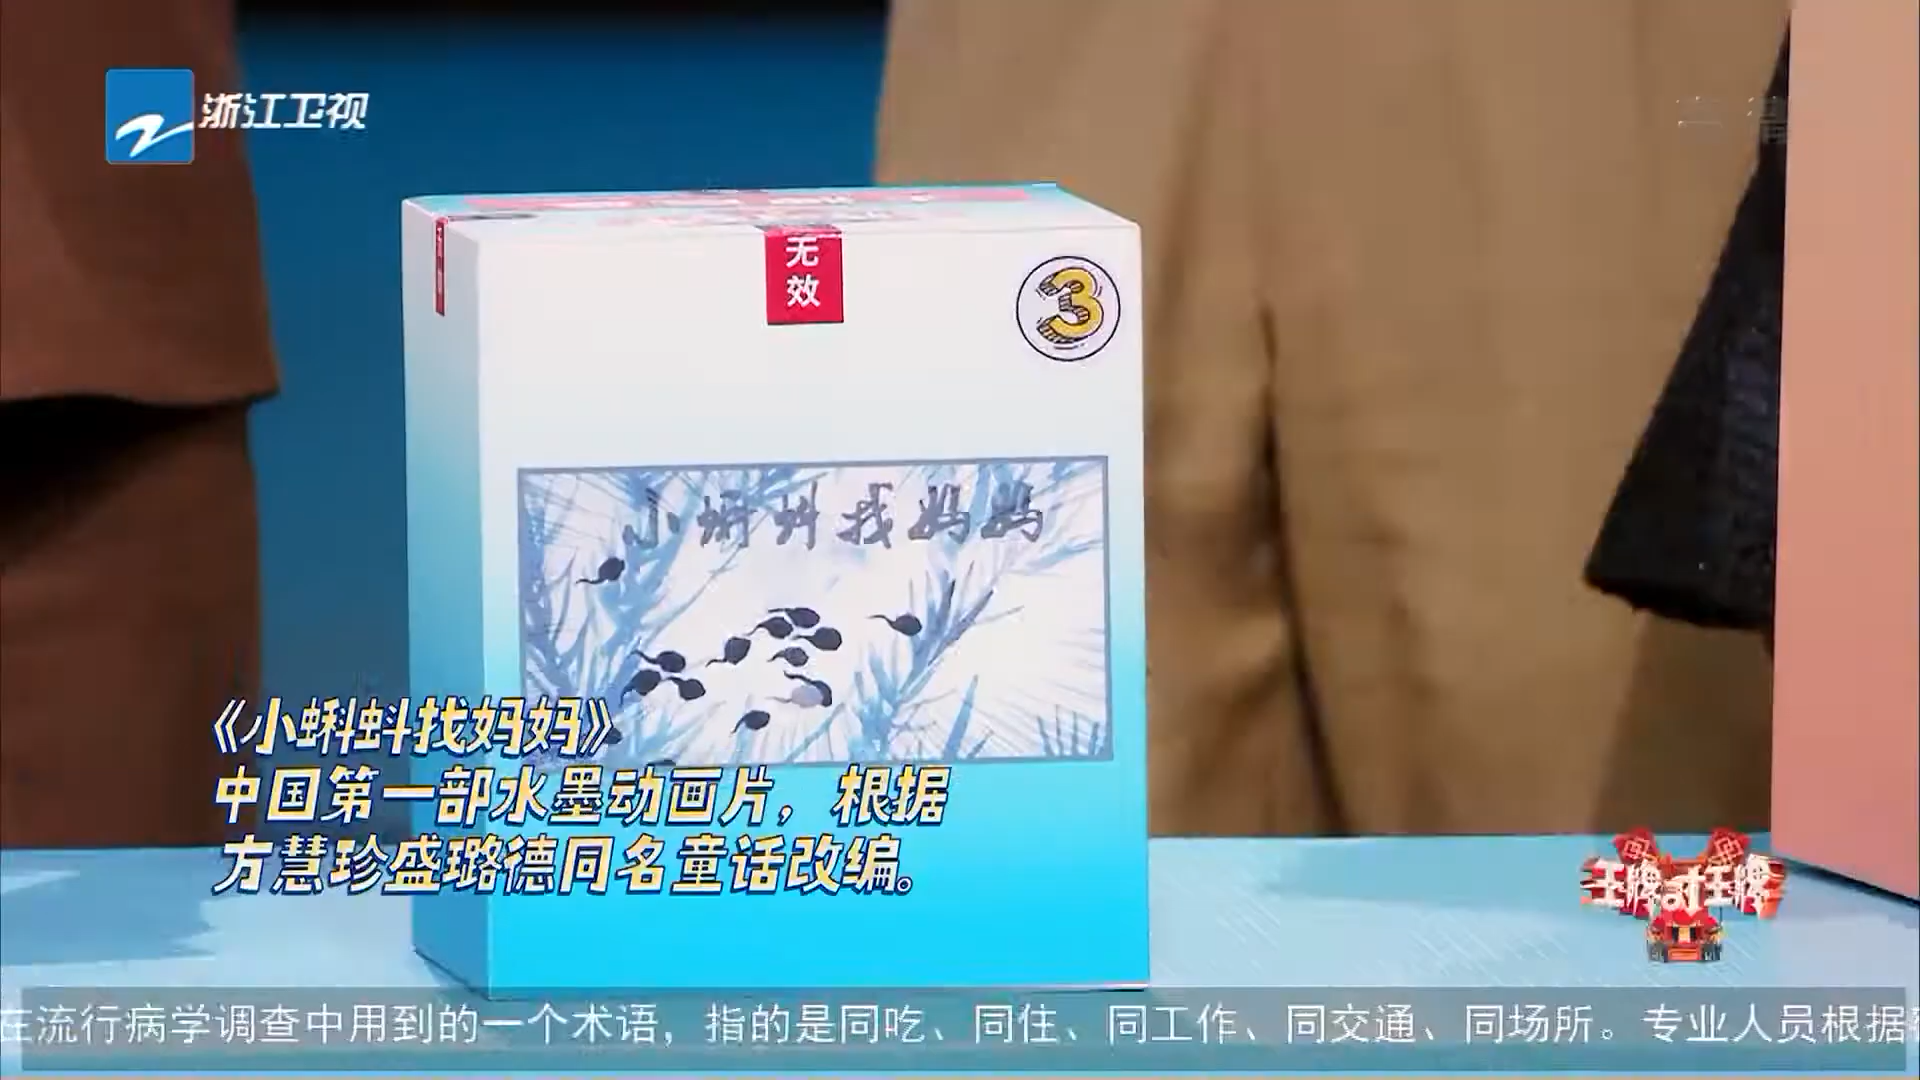 浙江卫视
无
效
3
小蝌蚪找妈妈
《小蝌蚪找妈妈》
中国第一部水墨动画片，根据
方慧珍盛璐德同名童话改编。
王牌对王牌
在流行病学调查中用到的一个术语，指的是同吃、同住、同工作、同交通、同场所。专业人员根据